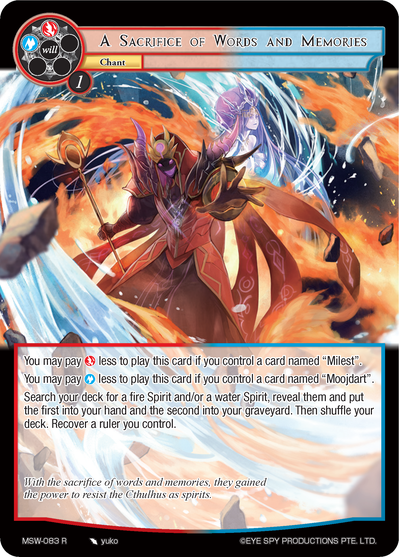 A Sacrifice of Words and Memories
will
Chant
1
You may pay less to play this card if you control a card named “Milest”.
You may pay less to play this card if you control a card named “Moojdart”.
Search your deck for a fire Spirit and/or a water Spirit, reveal them and put
the first into your hand and the second into your graveyard. Then shuffle your
deck. Recover a ruler you control.
With the sacrifice of words and memories, they gained
the power to resist the Cthulhus as spirits.
MSW-083 R yuko ©EYE SPY PRODUCTIONS PTE. LTD.